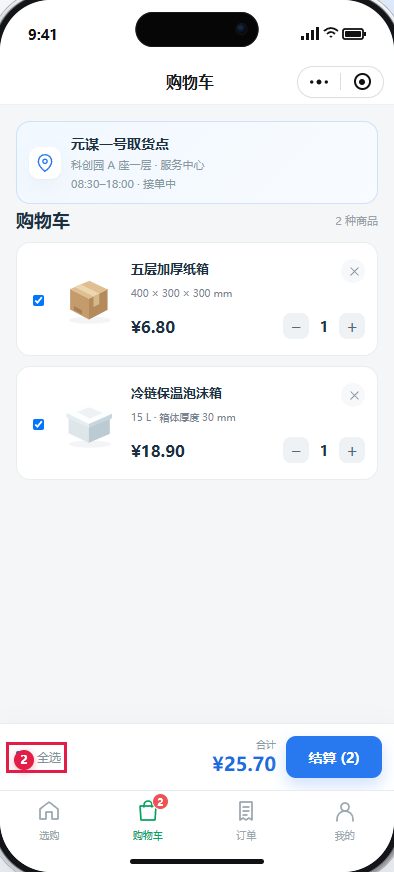 9:41
购物车
元谋一号取货点
科创园 A 座一层 · 服务中心
08:30–18:00 · 接单中
购物车
2 种商品
五层加厚纸箱
400 × 300 × 300 mm
¥6.80
− 1 +
冷链保温泡沫箱
15 L · 箱体厚度 30 mm
¥18.90
− 1 +
2 全选
合计
¥25.70
结算 (2)
2
选购
购物车
订单
我的